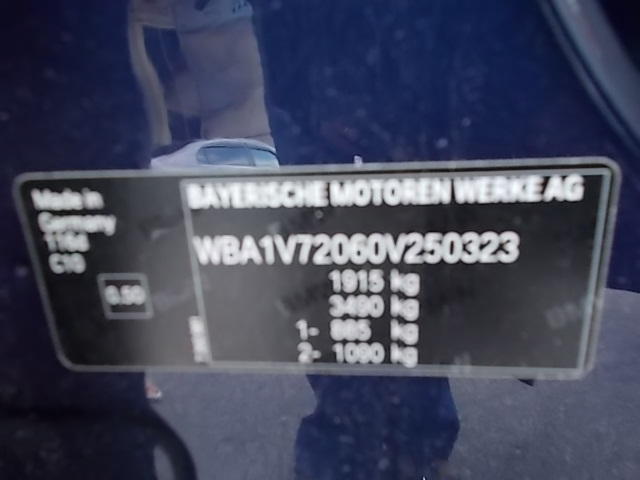 Made in
Germany
116d
C10
0.50
BAYERISCHE MOTOREN WERKE AG
WBA1V72060V250323
1915 kg
3490 kg
1- 885 kg
2- 1090 kg